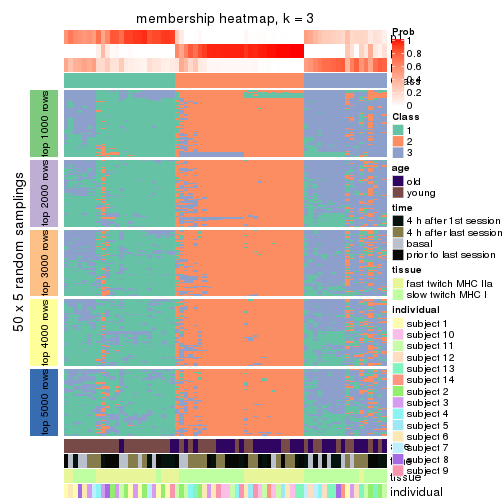 membership heatmap, k = 3
50 x 5 random samplings
top 1000 rows
top 2000 rows
top 3000 rows
top 4000 rows
top 5000 rows
Prob
1
0.8
0.6
0.4
0.2
0
Class
1
2
3
age
old
young
time
4 h after 1st session
4 h after last session
basal
prior to last session
tissue
fast twitch MHC IIa
slow twitch MHC I
individual
subject 1
subject 10
subject 11
subject 12
subject 13
subject 14
subject 2
subject 3
subject 4
subject 5
subject 6
subject 7
subject 8
subject 9
tissue
individual